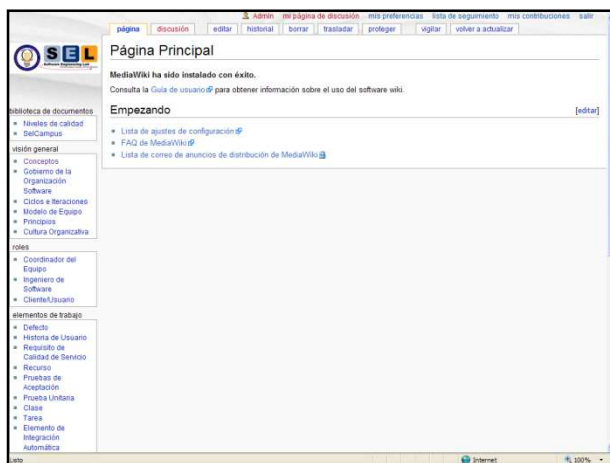 Admin mi página de discusión mis preferencias lista de seguimiento mis contribuciones salir
página discusión editar historial borrar trasladar proteger vigilar volver a actualizar
SEL
Software Engineering Lab
Página Principal
MediaWiki ha sido instalado con éxito.
Consulta la Guía de usuario para obtener información sobre el uso del software wiki.
Empezando [editar]
Lista de ajustes de configuración
FAQ de MediaWiki
Lista de correo de anuncios de distribución de MediaWiki
biblioteca de documentos
Niveles de calidad
SelCampus
visión general
Conceptos
Gobierno de la
Organización
Software
Ciclos e Iteraciones
Modelo de Equipo
Principios
Cultura Organizativa
roles
Coordinador del
Equipo
Ingeniero de
Software
Cliente/Usuario
elementos de trabajo
Defecto
Historia de Usuario
Requisito de
Calidad de Servicio
Recurso
Pruebas de
Aceptación
Prueba Unitaria
Clase
Tarea
Elemento de
Integración
Automática
Listo Internet 100%